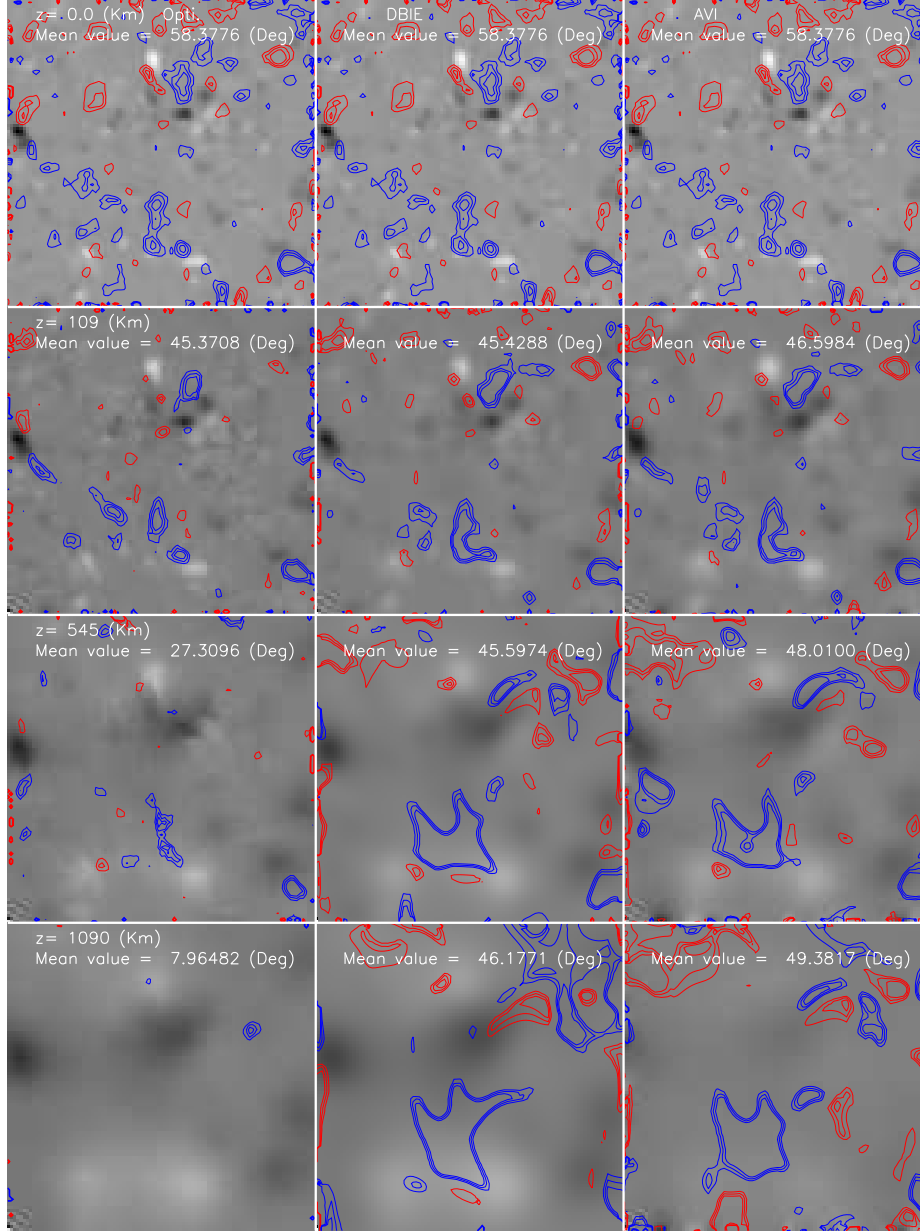 z= 0.0 (Km) Opti. DBIE AVI
Mean value = 58.3776 (Deg) Mean value = 58.3776 (Deg) Mean value = 58.3776 (Deg)
z= 109 (Km)
Mean value = 45.3708 (Deg) Mean value = 45.4288 (Deg) Mean value = 46.5984 (Deg)
z= 545 (Km)
Mean value = 27.3096 (Deg) Mean value = 45.5974 (Deg) Mean value = 48.0100 (Deg)
z= 1090 (Km)
Mean value = 7.96482 (Deg) Mean value = 46.1771 (Deg) Mean value = 49.3817 (Deg)